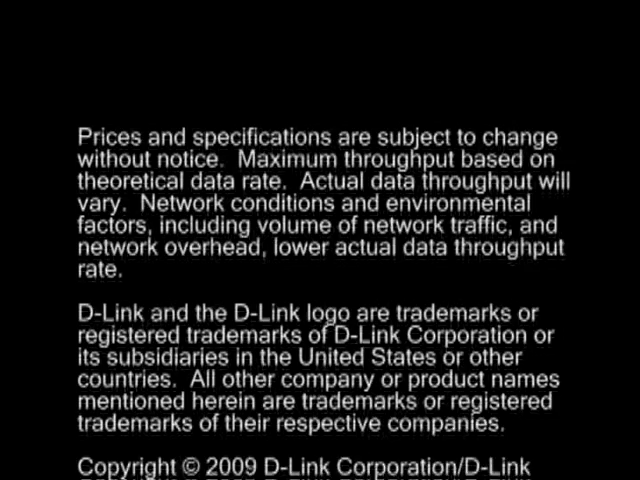 Prices and specifications are subject to change
without notice.  Maximum throughput based on
theoretical data rate.  Actual data throughput will
vary.  Network conditions and environmental
factors, including volume of network traffic, and
network overhead, lower actual data throughput
rate.
D-Link and the D-Link logo are trademarks or
registered trademarks of D-Link Corporation or
its subsidiaries in the United States or other
countries.  All other company or product names
mentioned herein are trademarks or registered
trademarks of their respective companies.
Copyright © 2009 D-Link Corporation/D-Link